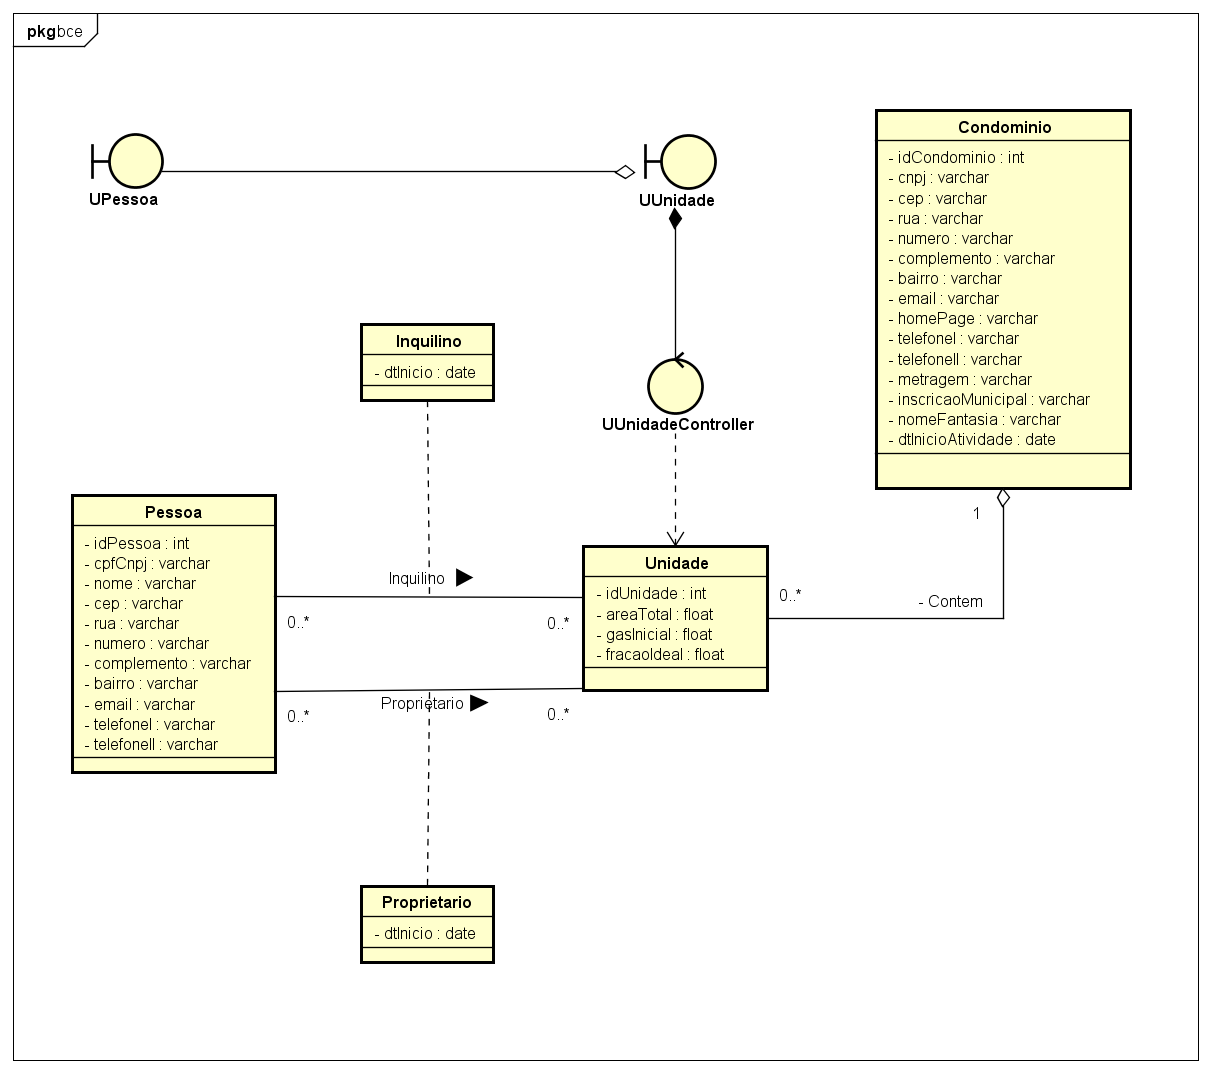 pkgbce
UPessoa
UUnidade
Condominio
- idCondominio : int
- cnpj : varchar
- cep : varchar
- rua : varchar
- numero : varchar
- complemento : varchar
- bairro : varchar
- email : varchar
- homePage : varchar
- telefoneI : varchar
- telefoneII : varchar
- metragem : varchar
- inscricaoMunicipal : varchar
- nomeFantasia : varchar
- dtInicioAtividade : date
Inquilino
- dtInicio : date
UUnidadeController
1
Pessoa
- idPessoa : int
- cpfCnpj : varchar
- nome : varchar
- cep : varchar
- rua : varchar
- numero : varchar
- complemento : varchar
- bairro : varchar
- email : varchar
- telefoneI : varchar
- telefoneII : varchar
Inquilino
0..*
0..*
Proprietario
0..*
0..*
Unidade
- idUnidade : int
- areaTotal : float
- gasInicial : float
- fracaoIdeal : float
0..*
- Contem
Proprietario
- dtInicio : date